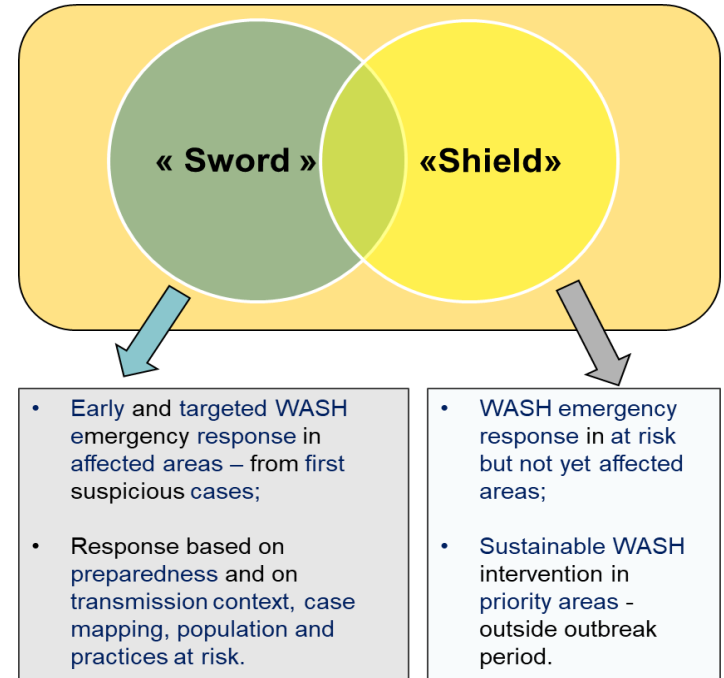 « Sword »
«Shield»
• Early and targeted WASH
emergency response in
affected areas – from first
suspicious cases;
• Response based on
preparedness and on
transmission context, case
mapping, population and
practices at risk.
• WASH emergency
response in at risk
but not yet affected
areas;
• Sustainable WASH
intervention in
priority areas -
outside outbreak
period.